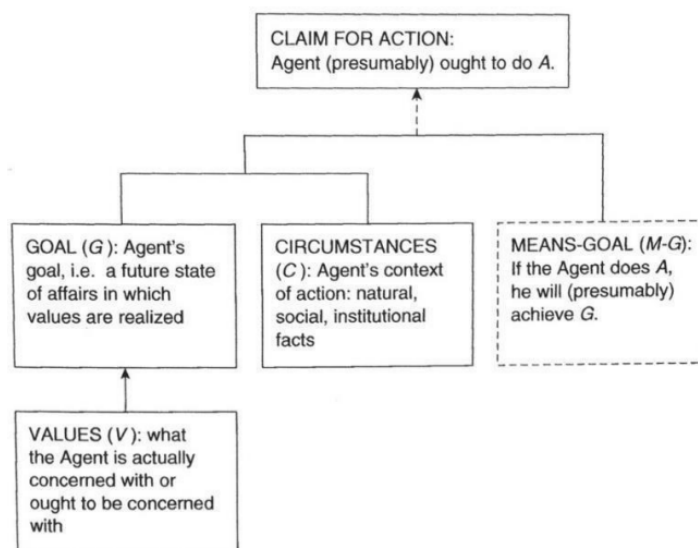 CLAIM FOR ACTION:
Agent (presumably) ought to do A.
GOAL (G): Agent's
goal, i.e. a future state
of affairs in which
values are realized
CIRCUMSTANCES
(C): Agent's context
of action: natural,
social, institutional
facts
MEANS-GOAL (M-G):
If the Agent does A,
he will (presumably)
achieve G.
VALUES (V): what
the Agent is actually
concerned with or
ought to be concerned
with